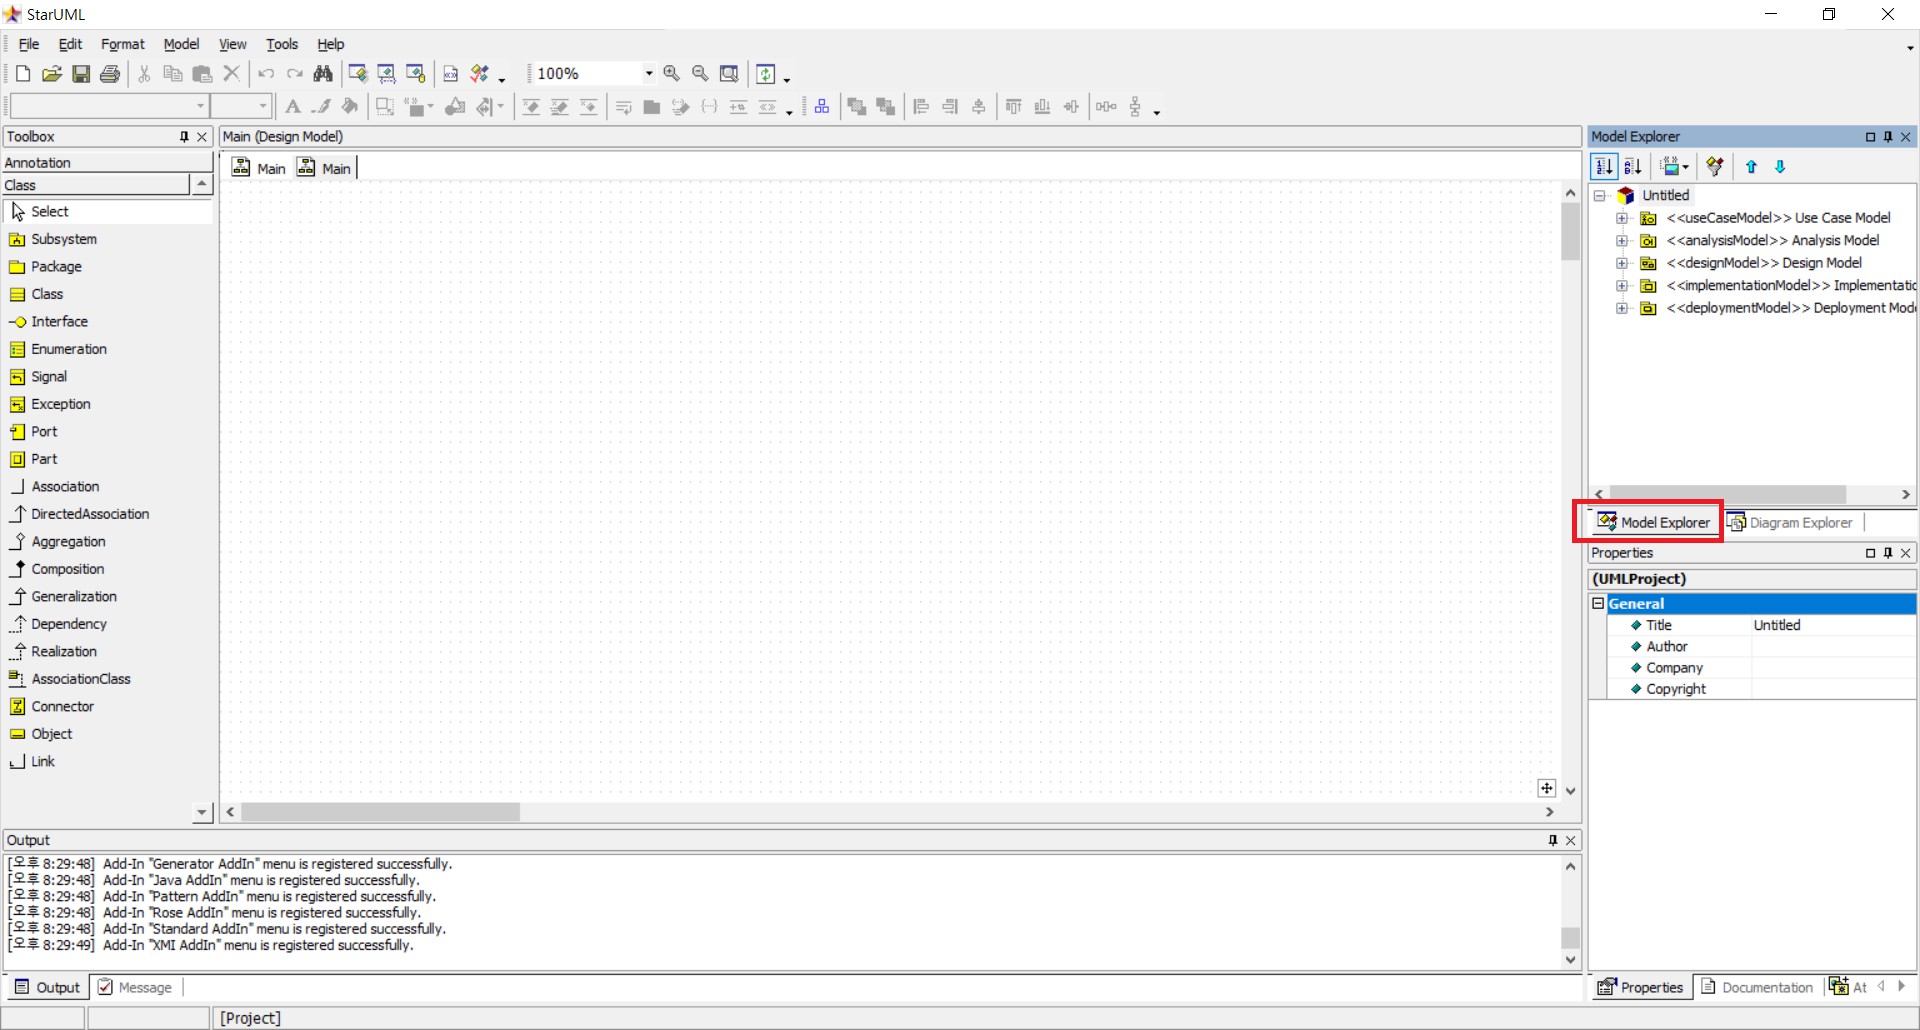 StarUML
File Edit Format Model View Tools Help
100%
Toolbox
Annotation
Class
Select
Subsystem
Package
Class
Interface
Enumeration
Signal
Exception
Port
Part
Association
DirectedAssociation
Aggregation
Composition
Generalization
Dependency
Realization
AssociationClass
Connector
Object
Link
Main (Design Model)
Main Main
Model Explorer
Untitled
<<useCaseModel>> Use Case Model
<<analysisModel>> Analysis Model
<<designModel>> Design Model
<<implementationModel>> Implementatic
<<deploymentModel>> Deployment Mode
Model Explorer Diagram Explorer
Properties
(UMLProject)
General
Title Untitled
Author
Company
Copyright
Output
[오후 8:29:48] Add-In "Generator AddIn" menu is registered successfully.
[오후 8:29:48] Add-In "Java AddIn" menu is registered successfully.
[오후 8:29:48] Add-In "Pattern AddIn" menu is registered successfully.
[오후 8:29:48] Add-In "Rose AddIn" menu is registered successfully.
[오후 8:29:48] Add-In "Standard AddIn" menu is registered successfully.
[오후 8:29:49] Add-In "XMI AddIn" menu is registered successfully.
Output Message
Properties Documentation At
[Project]